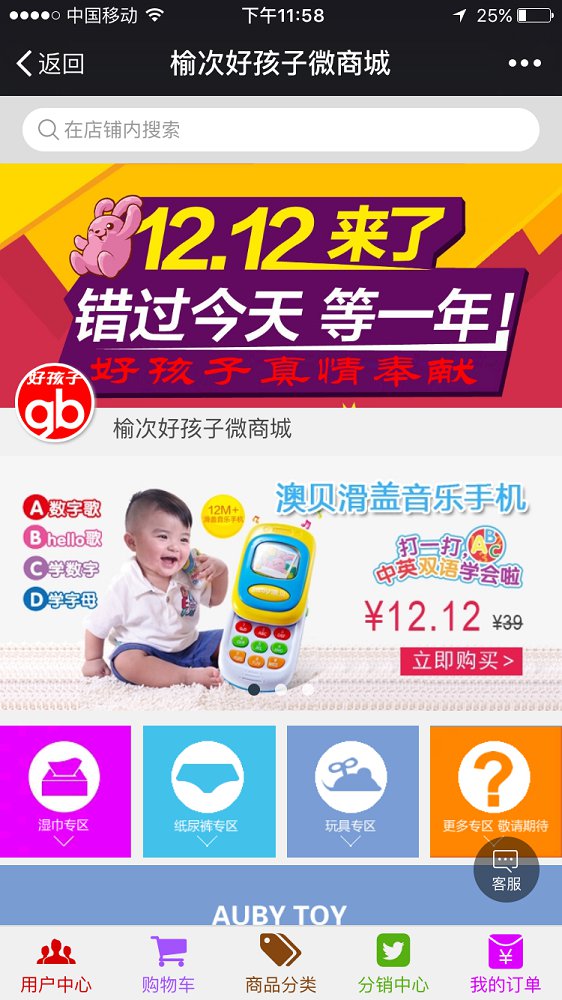 中国移动 下午11:58 25%
返回 榆次好孩子微商城
在店铺内搜索
12.12 来了
错过今天 等一年!
好孩子真情奉献
好孩子
gb
榆次好孩子微商城
澳贝滑盖音乐手机
A 数字歌
B hello歌
C 学数字
D 学字母
12M+
滑盖音乐手机
打一打, ABC
中英双语学会啦
¥12.12 ¥39
立即购买>
湿巾专区 纸尿裤专区 玩具专区 更多专区 敬请期待
客服
AUBY TOY
用户中心 购物车 商品分类 分销中心 我的订单